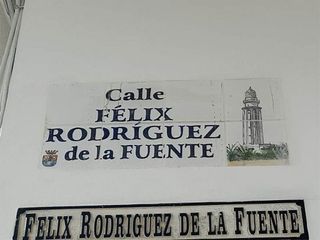 Calle
FÉLIX
RODRÍGUEZ
de la FUENTE
FELIX RODRIGUEZ DE LA FUENTE